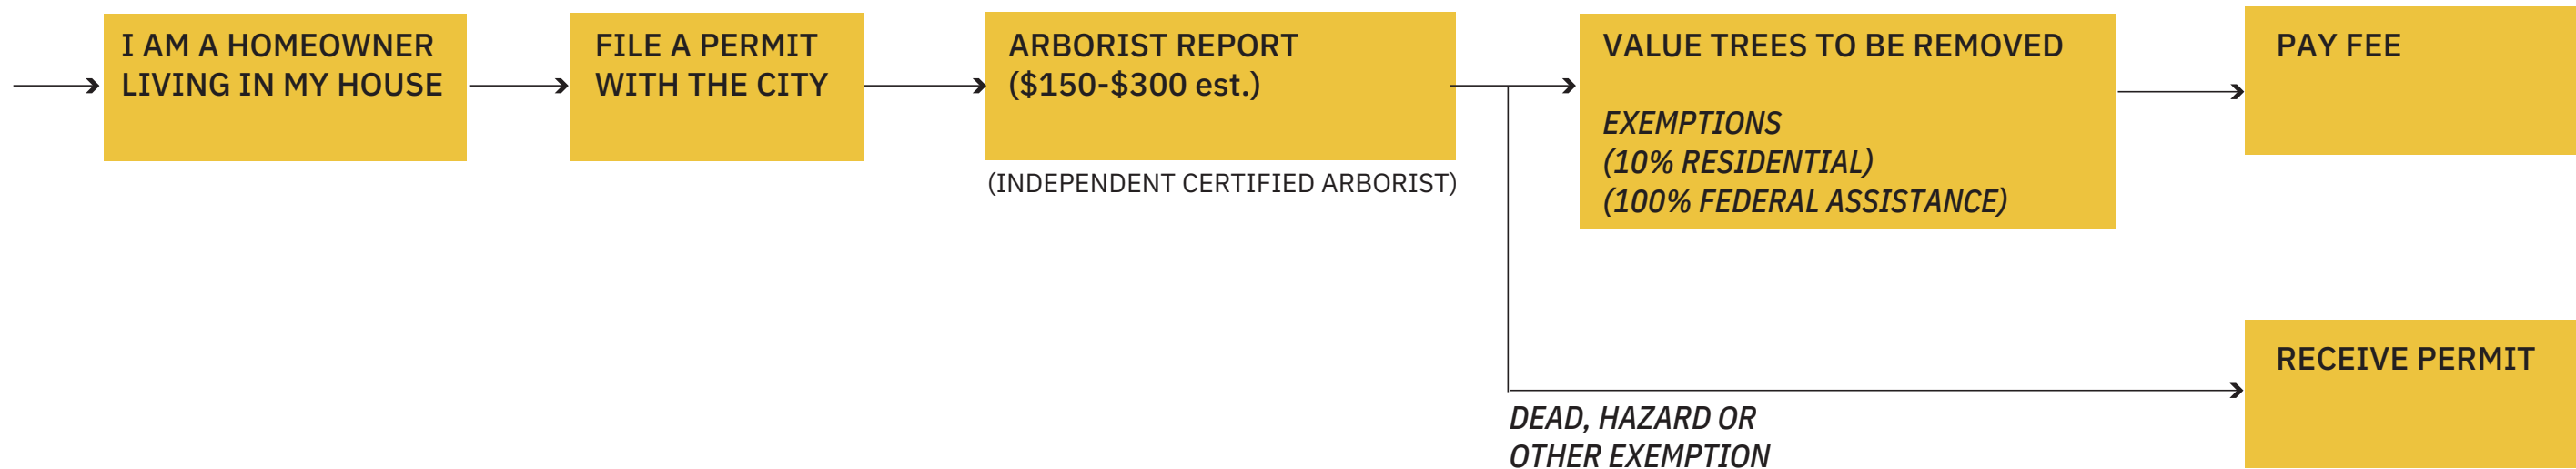 I AM A HOMEOWNER
LIVING IN MY HOUSE
FILE A PERMIT
WITH THE CITY
ARBORIST REPORT
($150-$300 est.)
(INDEPENDENT CERTIFIED ARBORIST)
VALUE TREES TO BE REMOVED
EXEMPTIONS
(10% RESIDENTIAL)
(100% FEDERAL ASSISTANCE)
PAY FEE
DEAD, HAZARD OR
OTHER EXEMPTION
RECEIVE PERMIT